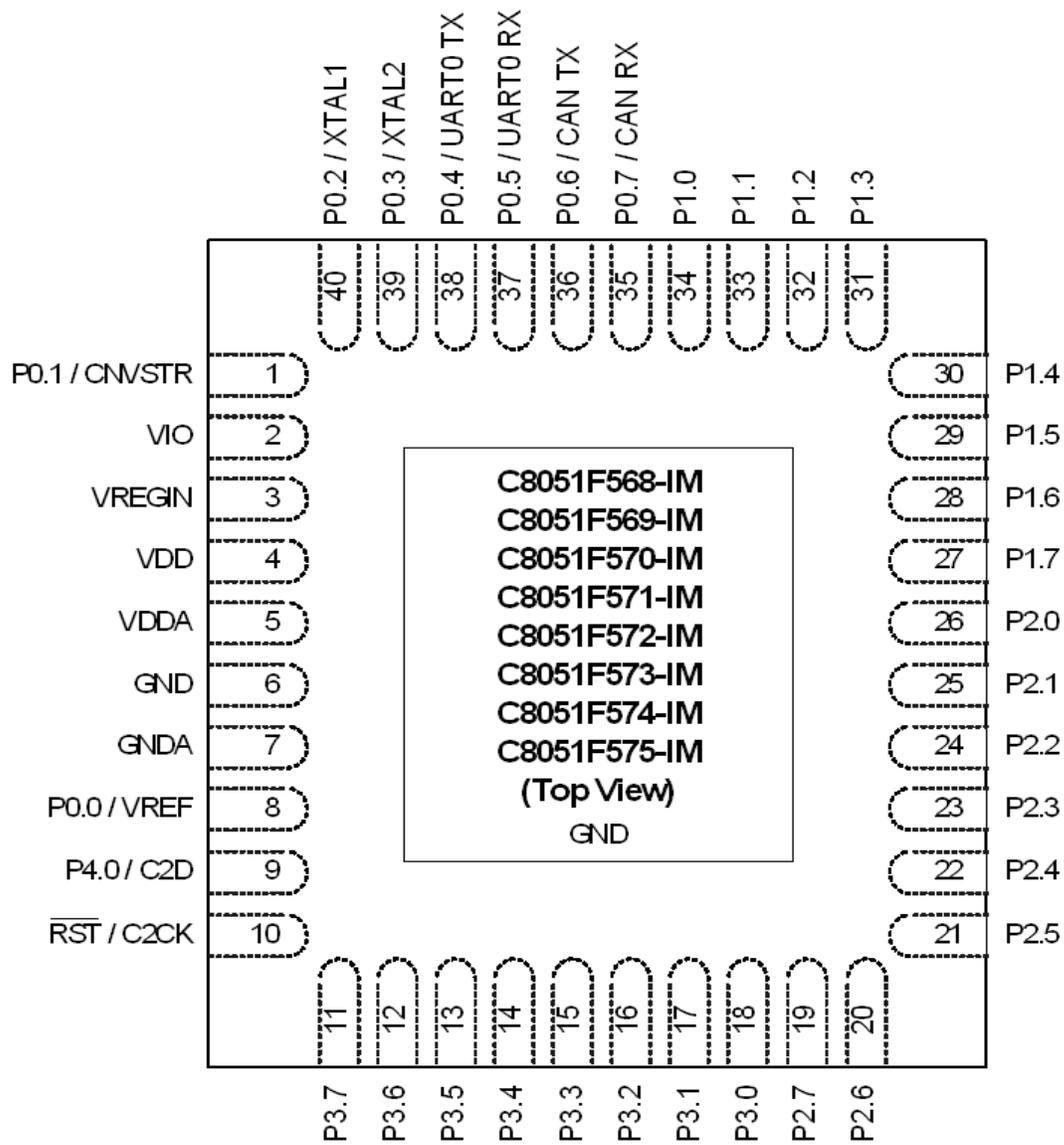 P0.2 / XTAL1
P0.3 / XTAL2
P0.4 / UART0 TX
P0.5 / UART0 RX
P0.6 / CAN TX
P0.7 / CAN RX
P1.0
P1.1
P1.2
P1.3
40
39
38
37
36
35
34
33
32
31
P0.1 / CNVSTR 1
VIO 2
VREGIN 3
VDD 4
VDDA 5
GND 6
GNDA 7
P0.0 / VREF 8
P4.0 / C2D 9
RST / C2CK 10
C8051F568-IM
C8051F569-IM
C8051F570-IM
C8051F571-IM
C8051F572-IM
C8051F573-IM
C8051F574-IM
C8051F575-IM
(Top View)
GND
30 P1.4
29 P1.5
28 P1.6
27 P1.7
26 P2.0
25 P2.1
24 P2.2
23 P2.3
22 P2.4
21 P2.5
11
12
13
14
15
16
17
18
19
20
P3.7
P3.6
P3.5
P3.4
P3.3
P3.2
P3.1
P3.0
P2.7
P2.6